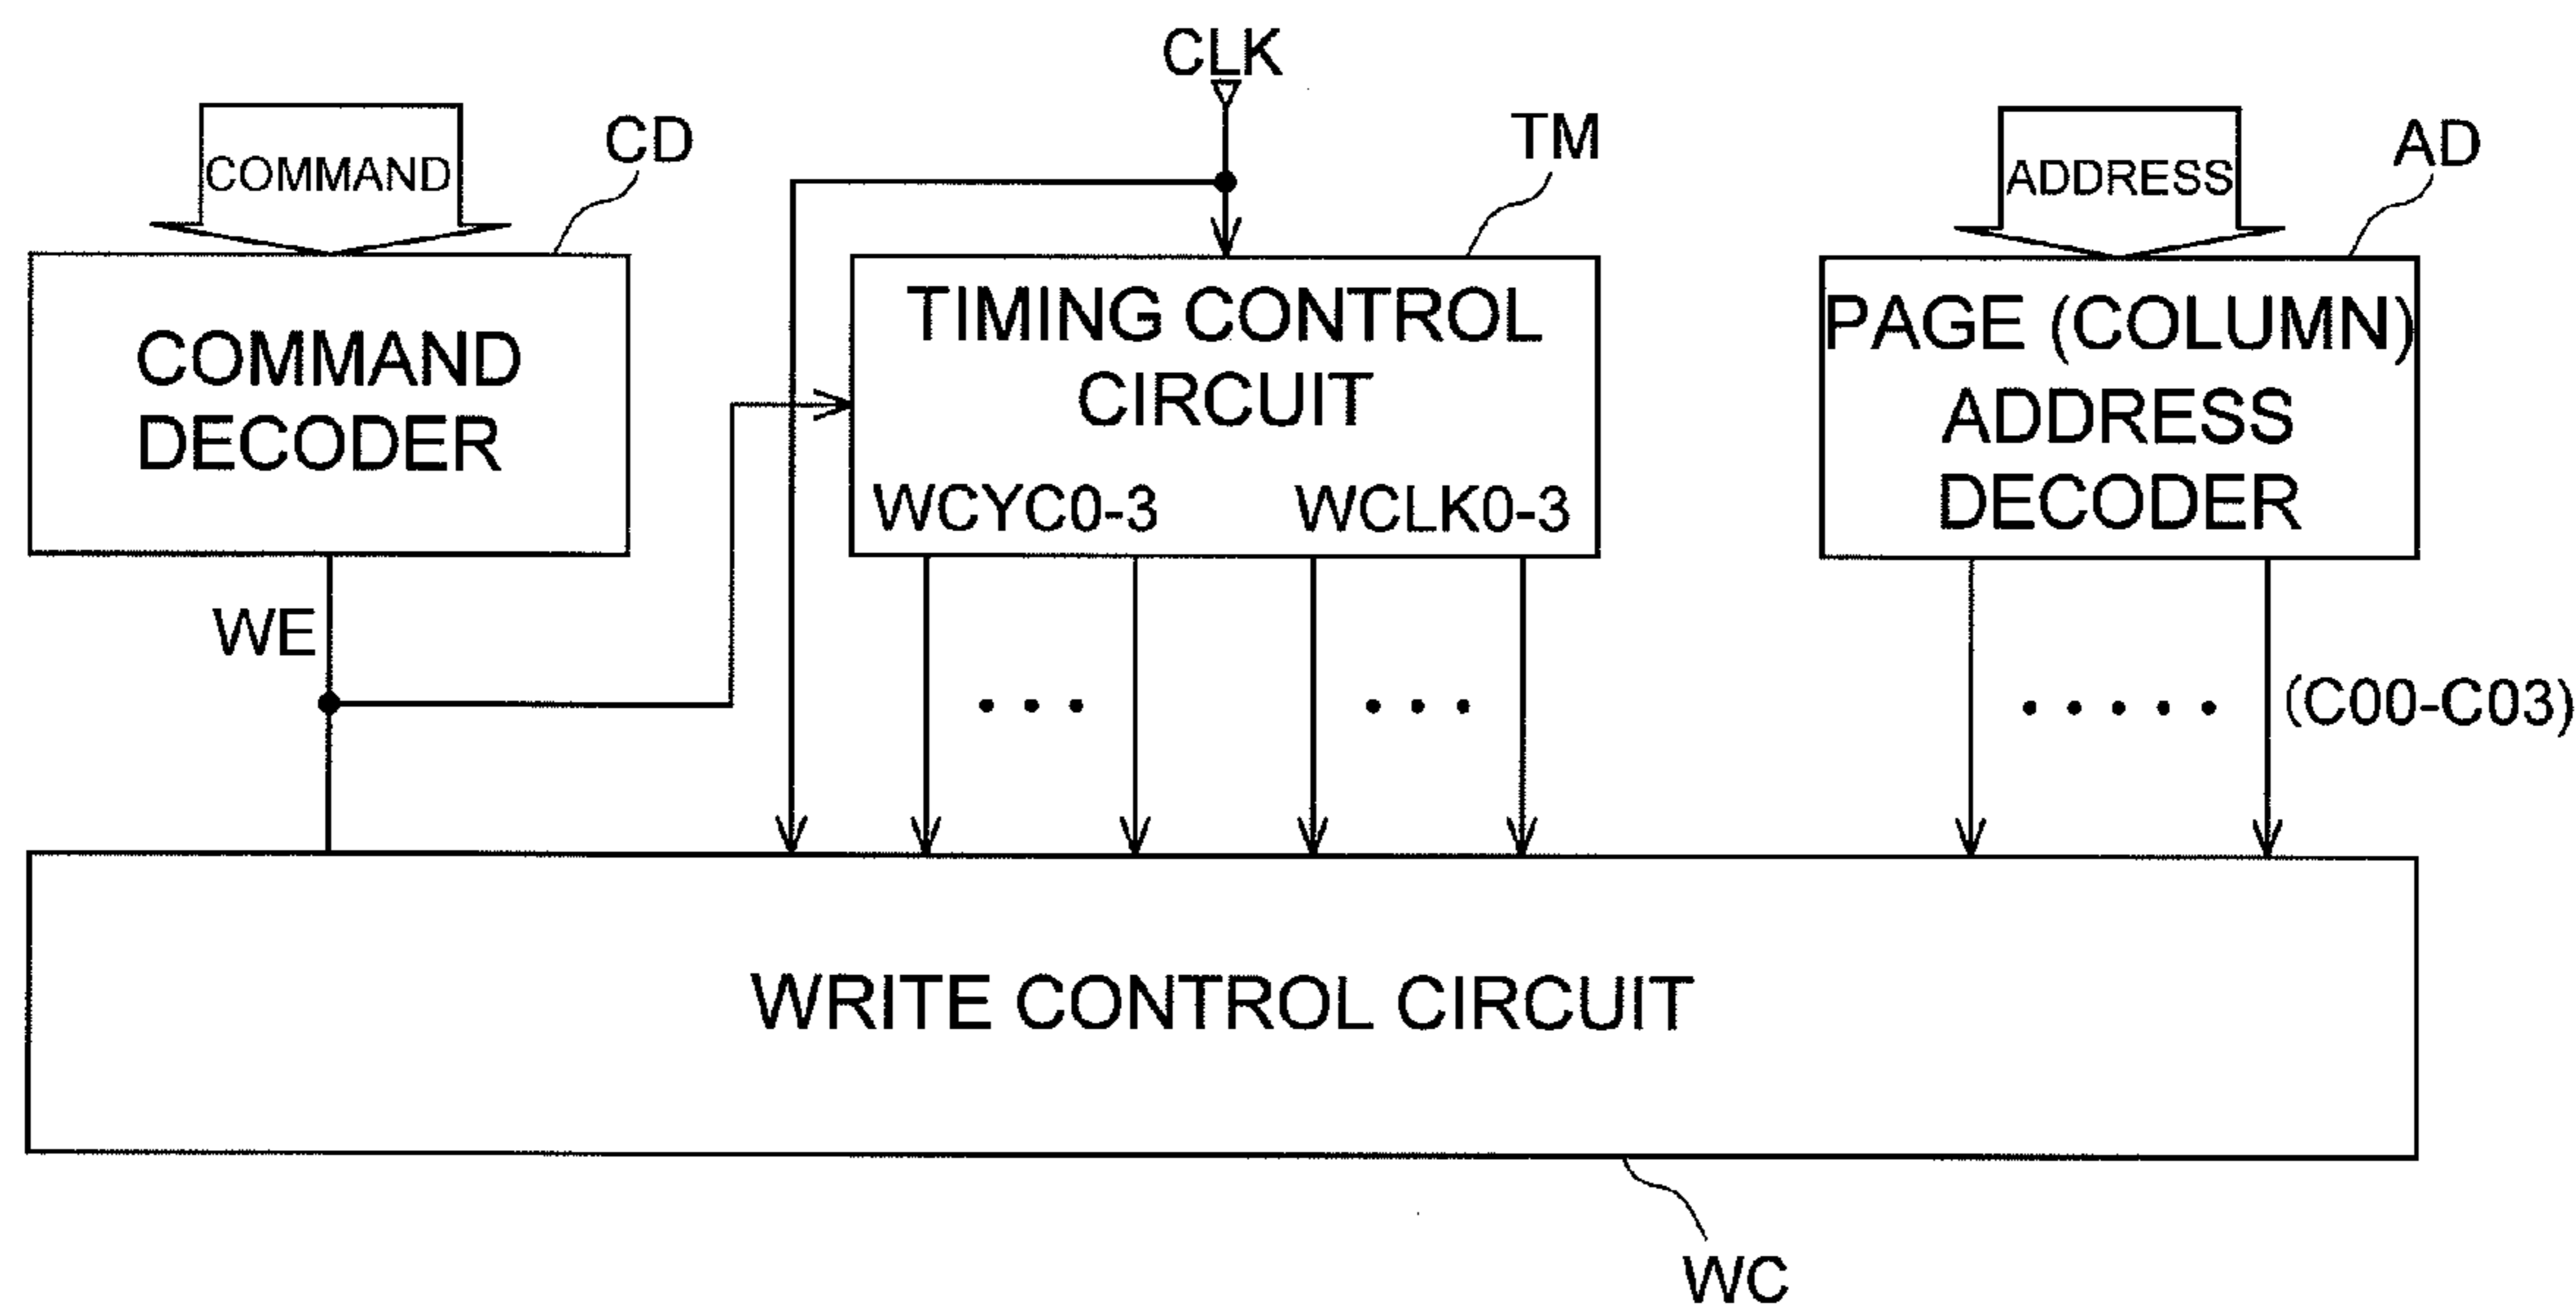 CLK
COMMAND
CD
TM
ADDRESS
AD
COMMAND
DECODER
TIMING CONTROL
CIRCUIT
WCYC0-3
WCLK0-3
PAGE (COLUMN)
ADDRESS
DECODER
WE
(C00-C03)
WRITE CONTROL CIRCUIT
WC